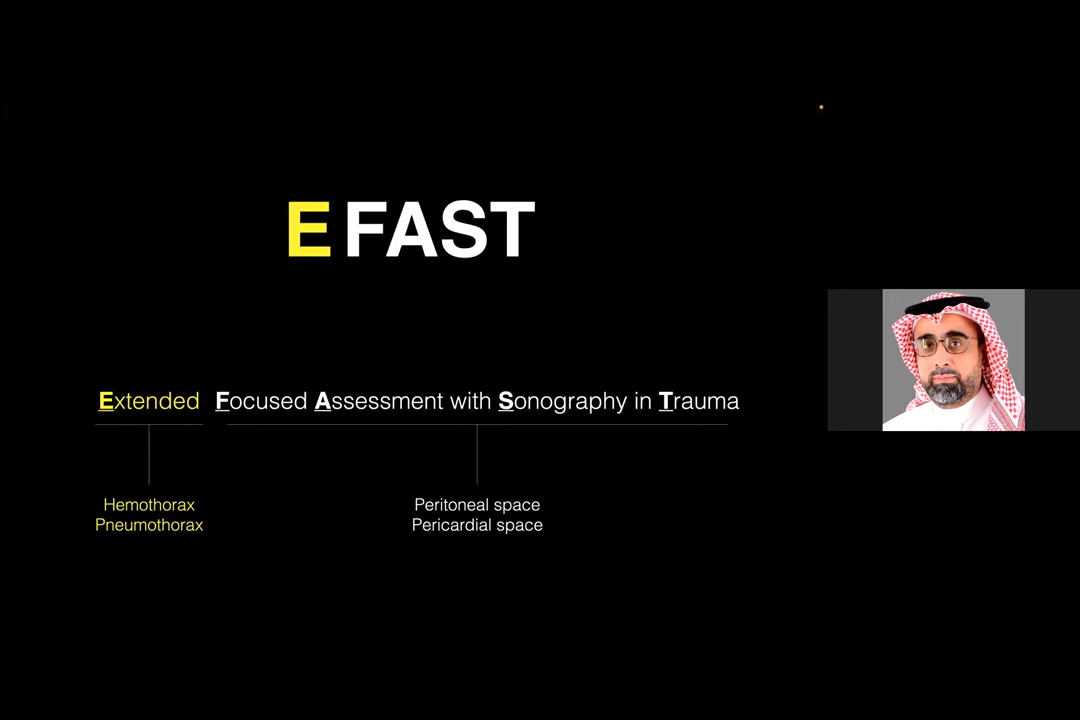 E FAST
Extended Focused Assessment with Sonography in Trauma
Hemothorax
Pneumothorax
Peritoneal space
Pericardial space